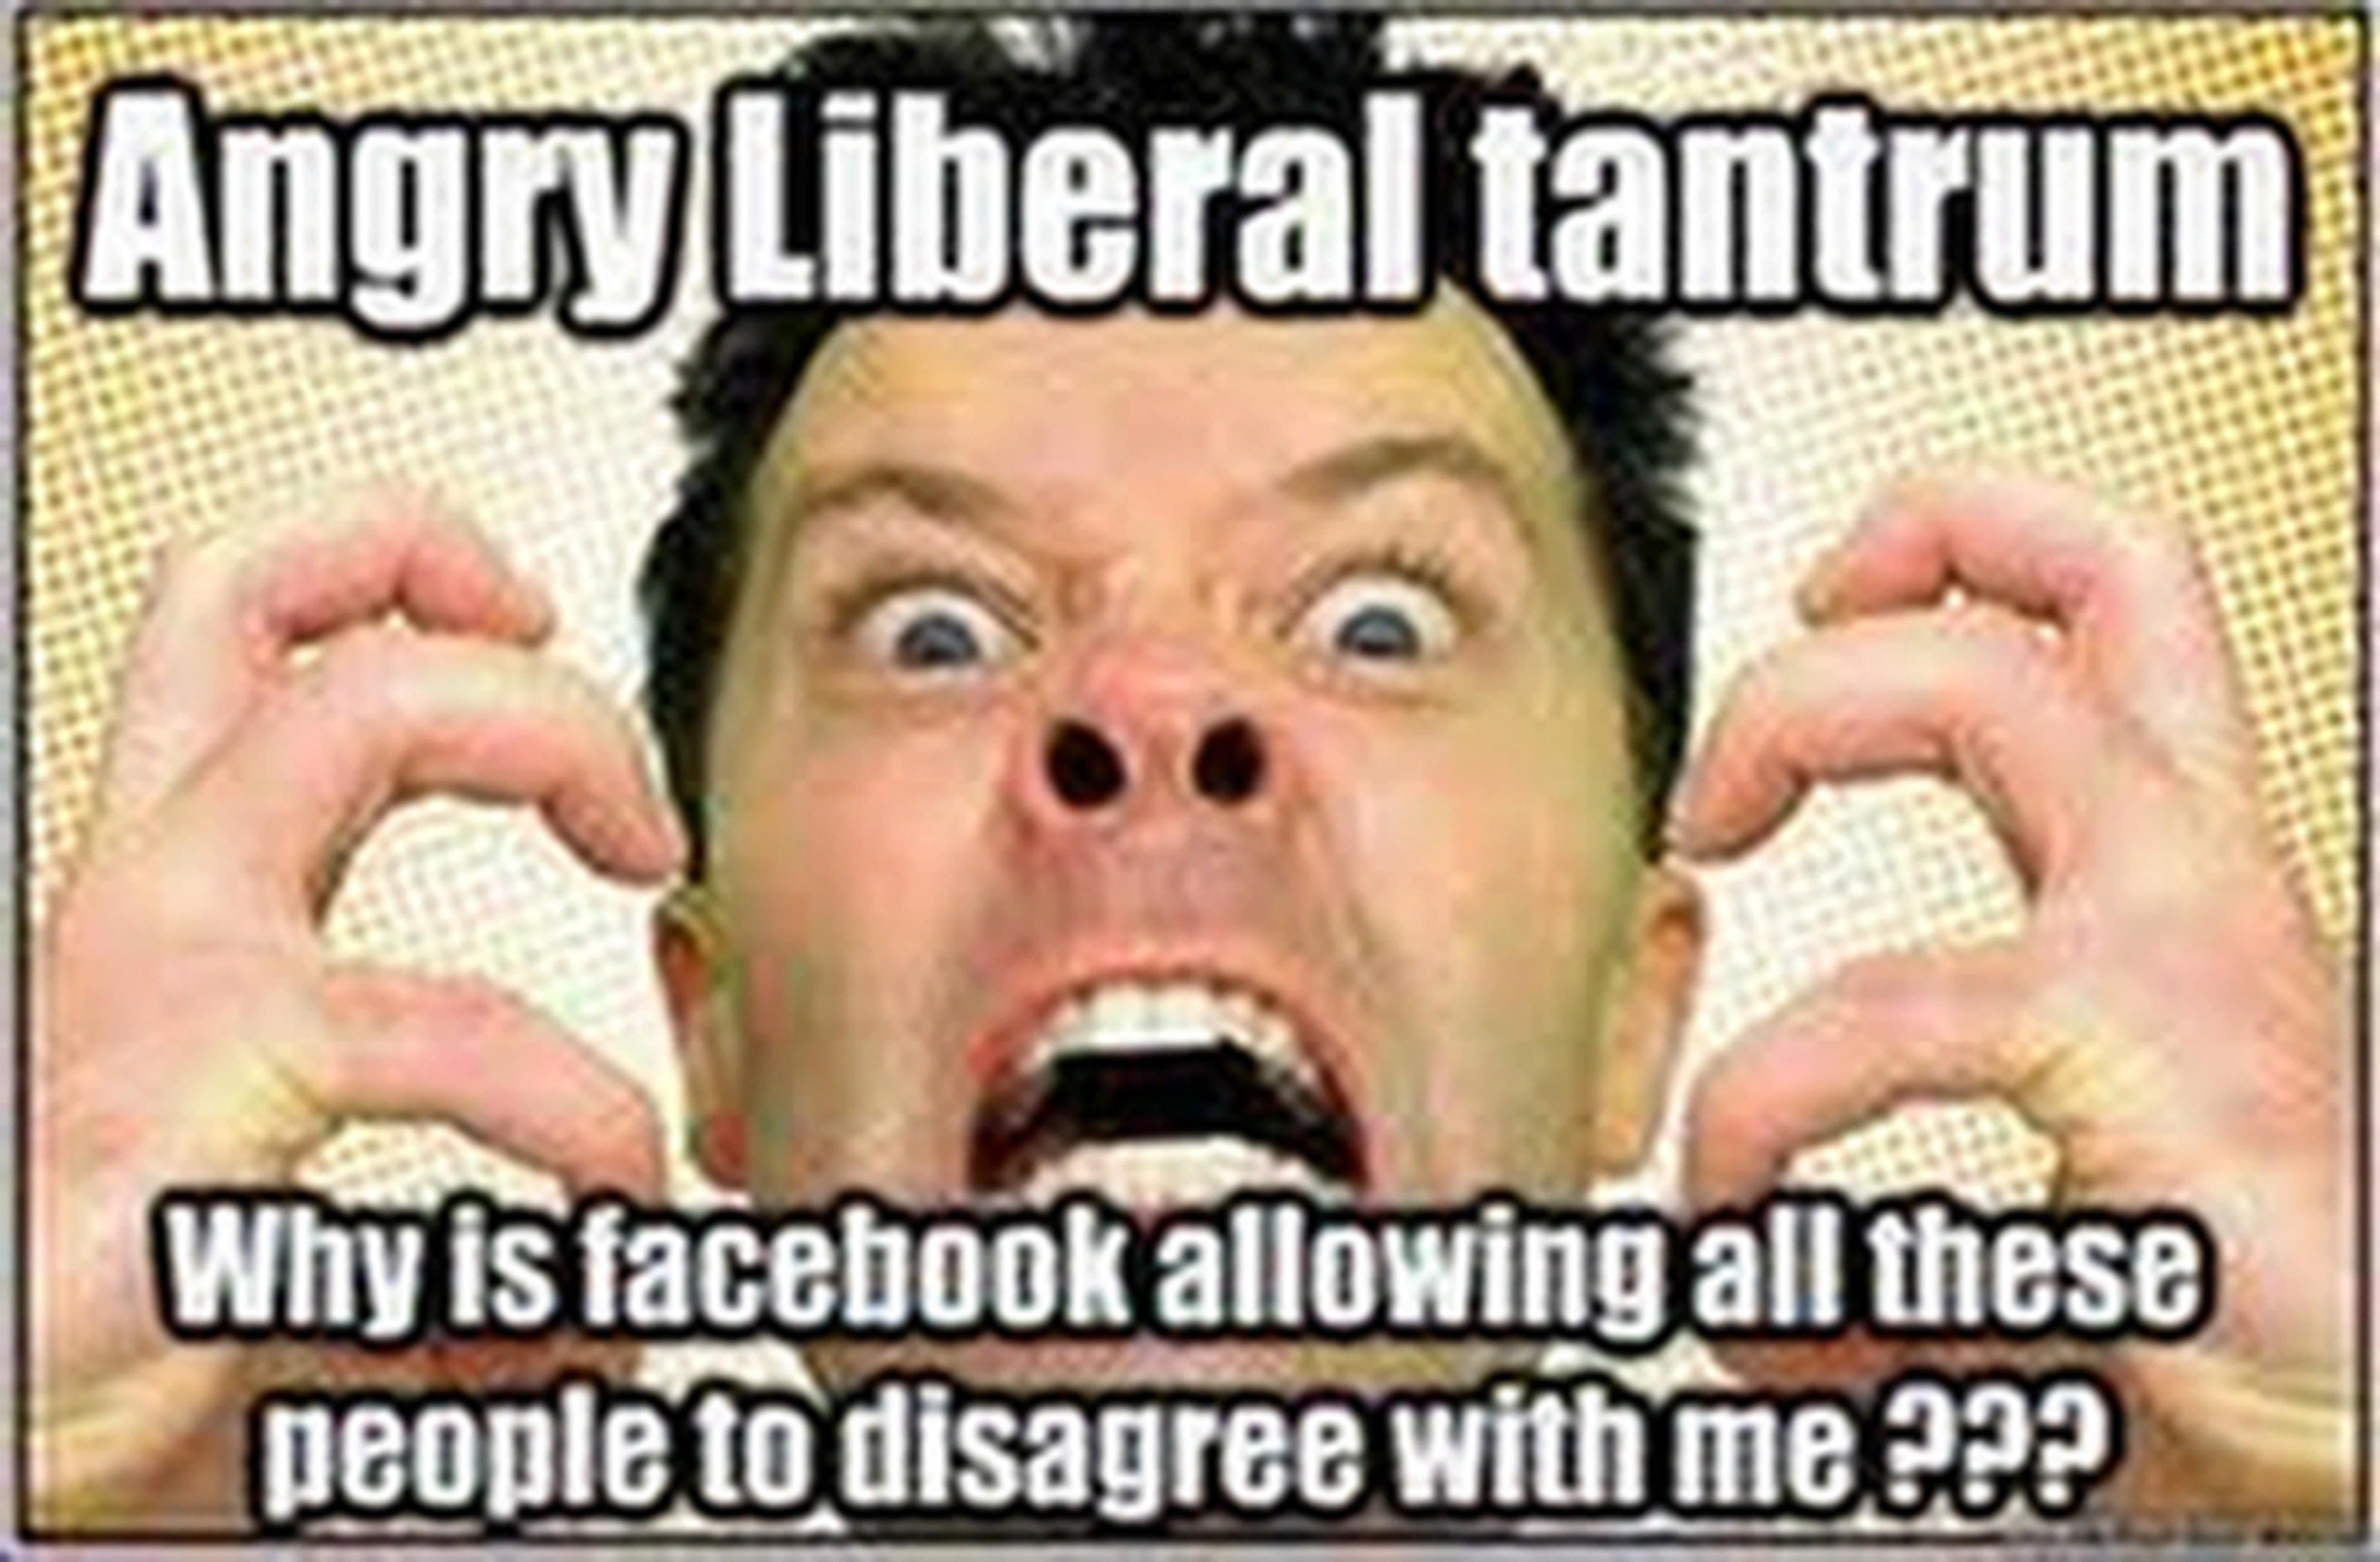 Angry Liberal tantrum
Why is facebook allowing all these
people to disagree with me ???